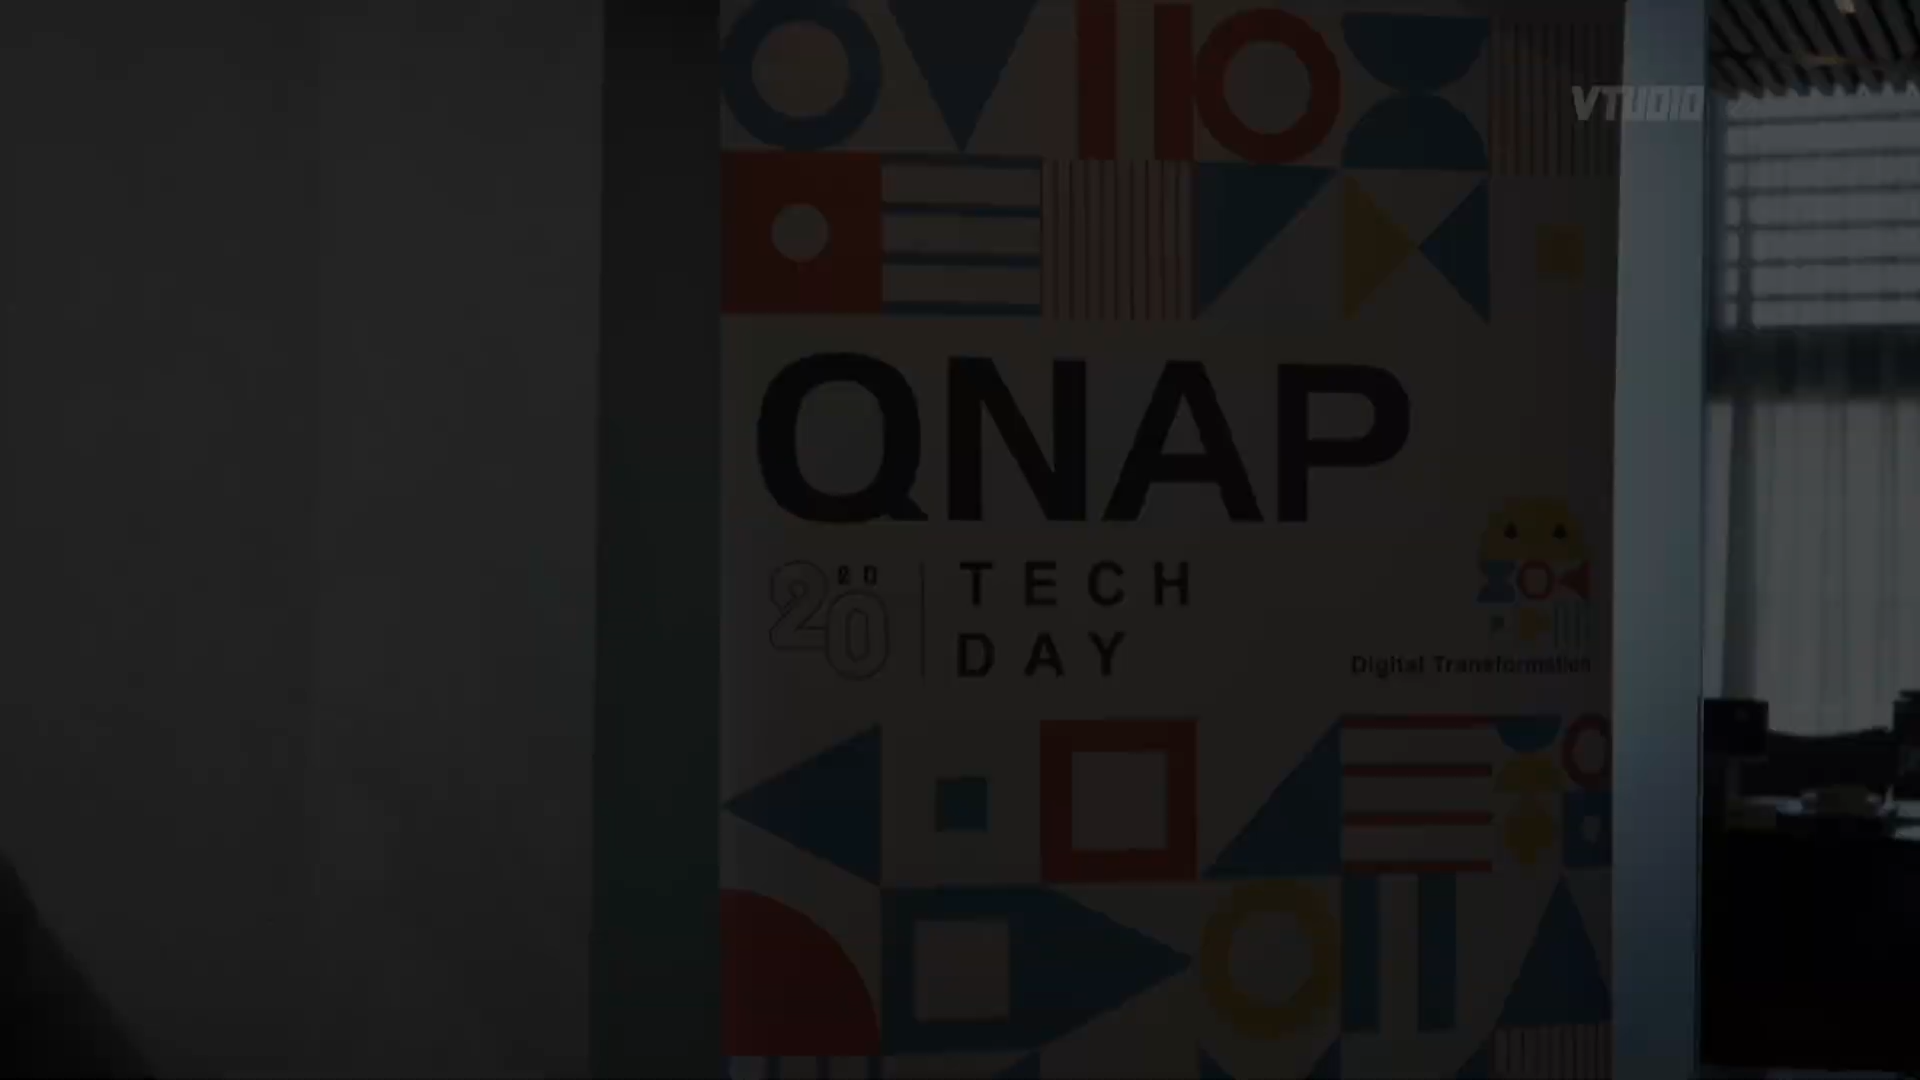 VTUDIO
QNAP
20
20
TECH
DAY
Digital Transformation